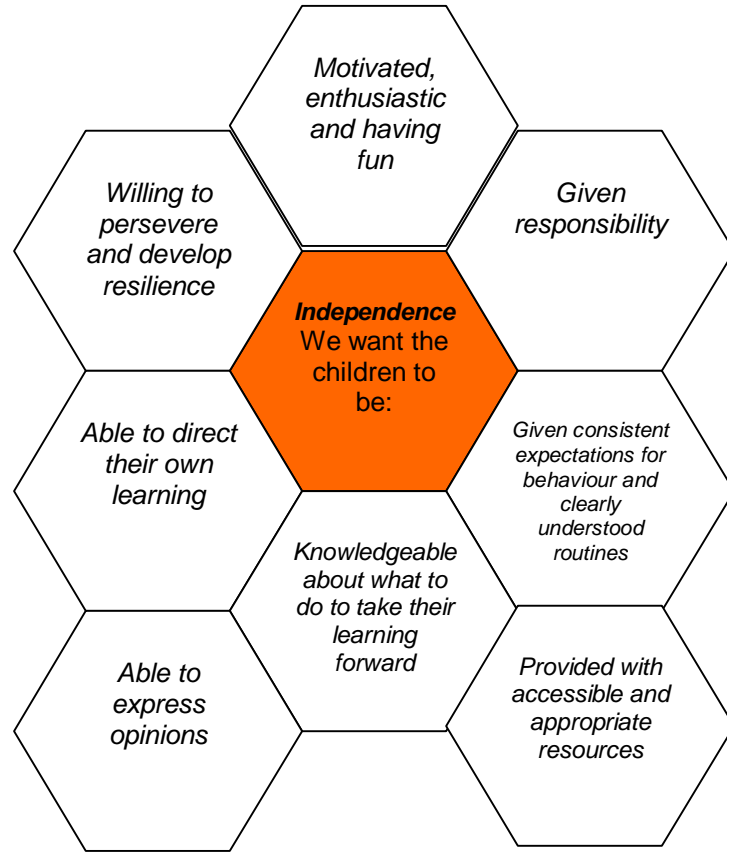 Motivated,
enthusiastic
and having
fun
Willing to
persevere
and develop
resilience
Given
responsibility
Independence
We want the
children to
be:
Able to direct
their own
learning
Given consistent
expectations for
behaviour and
clearly
understood
routines
Knowledgeable
about what to
do to take their
learning
forward
Able to
express
opinions
Provided with
accessible and
appropriate
resources